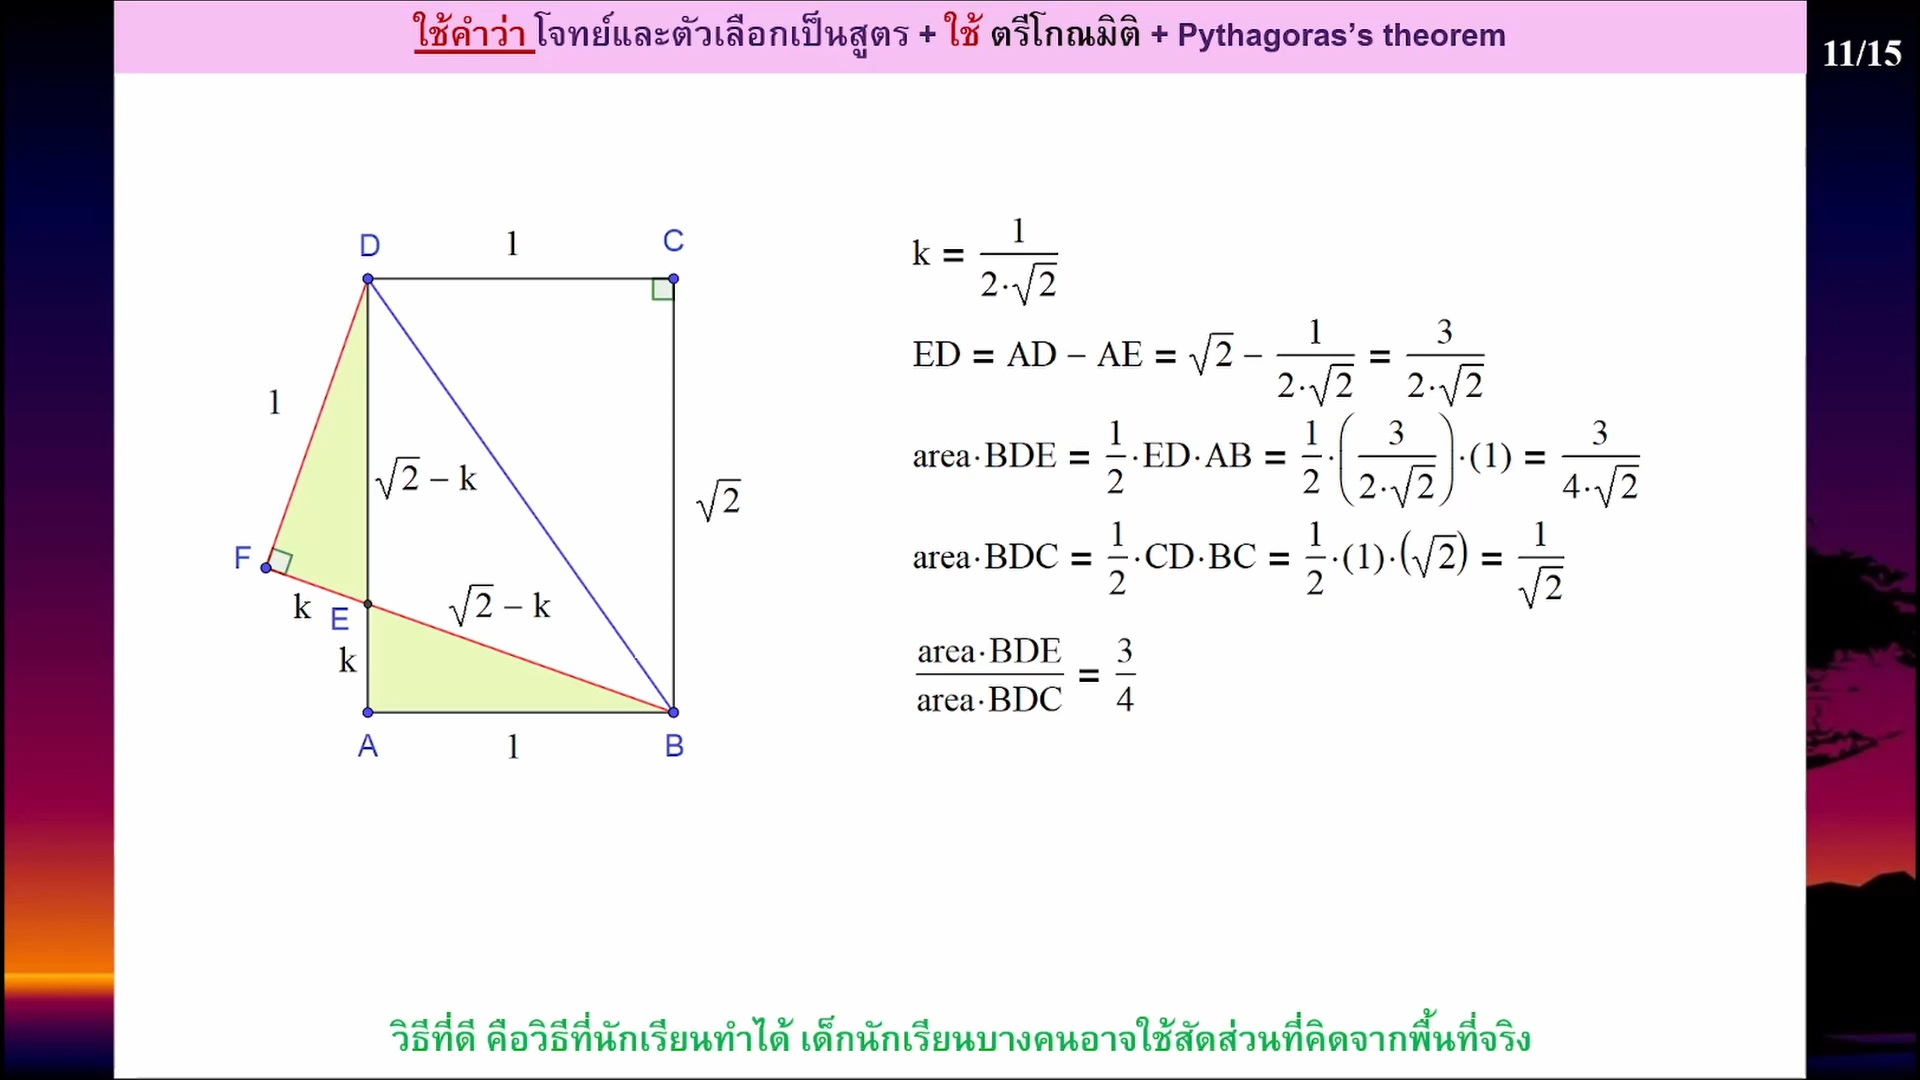 ใช้คำว่า โจทย์และตัวเลือกเป็นสูตร + ใช้ ตรีโกณมิติ + Pythagoras’s theorem
11/15
D 1 C
1
√2 − k
√2
F
k E √2 − k
k
A 1 B
k = 1/(2·√2)
ED = AD − AE = √2 − 1/(2·√2) = 3/(2·√2)
area·BDE = 1/2·ED·AB = 1/2·(3/(2·√2))·(1) = 3/(4·√2)
area·BDC = 1/2·CD·BC = 1/2·(1)·(√2) = 1/√2
area·BDE/area·BDC = 3/4
วิธีที่ดี คือวิธีที่นักเรียนทำได้ เด็กนักเรียนบางคนอาจใช้สัดส่วนที่คิดจากพื้นที่จริง